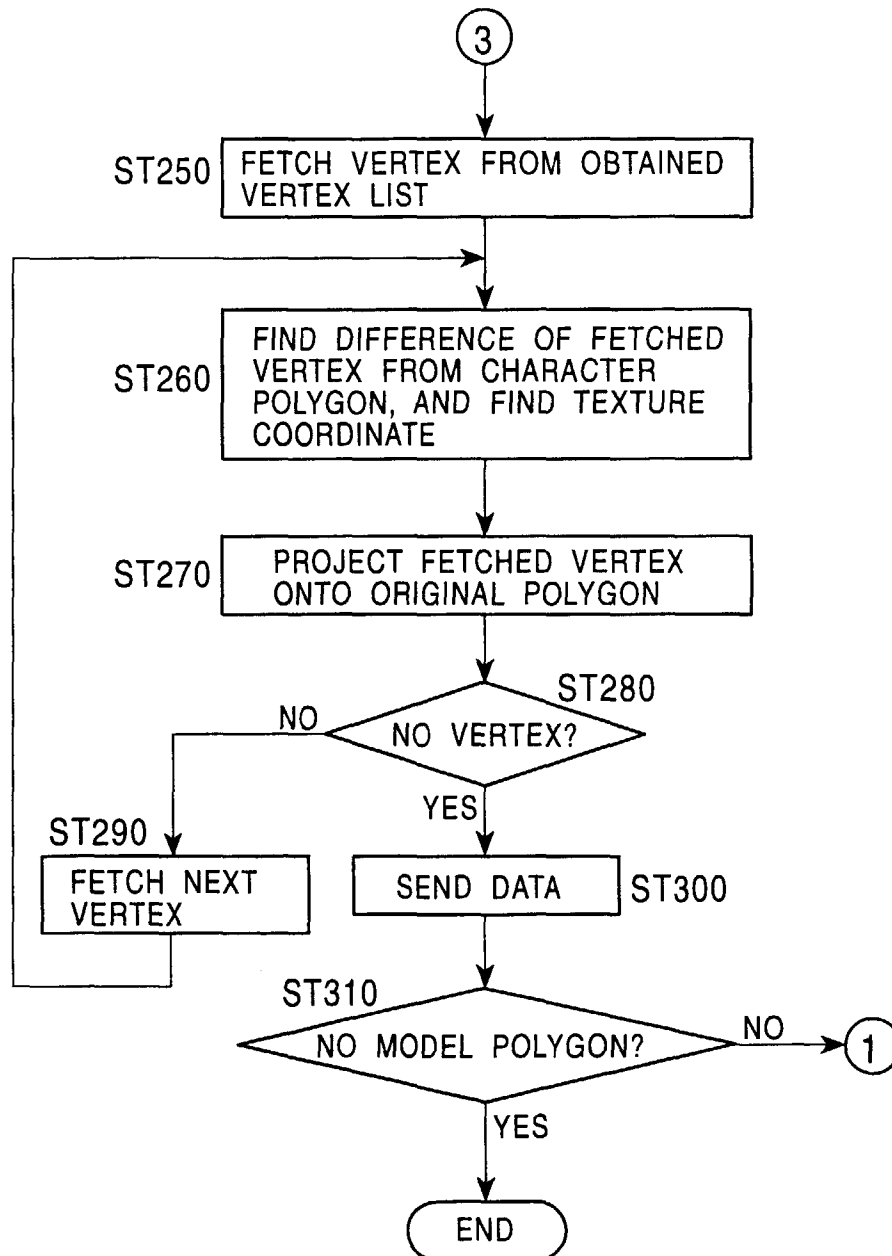 3
ST250
FETCH VERTEX FROM OBTAINED
VERTEX LIST
ST260
FIND DIFFERENCE OF FETCHED
VERTEX FROM CHARACTER
POLYGON, AND FIND TEXTURE
COORDINATE
ST270
PROJECT FETCHED VERTEX
ONTO ORIGINAL POLYGON
ST280
NO VERTEX?
NO
YES
ST290
FETCH NEXT
VERTEX
SEND DATA
ST300
ST310
NO MODEL POLYGON?
NO
1
YES
END